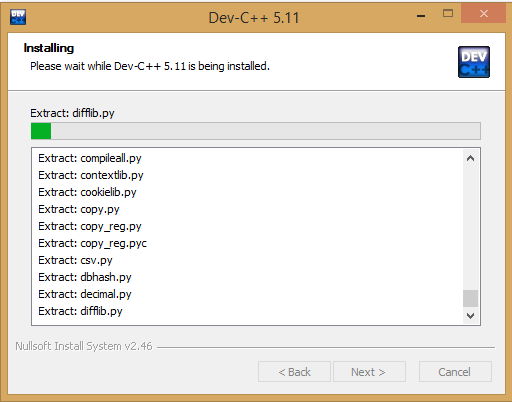 Dev-C++ 5.11
Installing
Please wait while Dev-C++ 5.11 is being installed.
DEV
C++
Extract: difflib.py
Extract: compileall.py
Extract: contextlib.py
Extract: cookielib.py
Extract: copy.py
Extract: copy_reg.py
Extract: copy_reg.pyc
Extract: csv.py
Extract: dbhash.py
Extract: decimal.py
Extract: difflib.py
Nullsoft Install System v2.46
< Back Next > Cancel